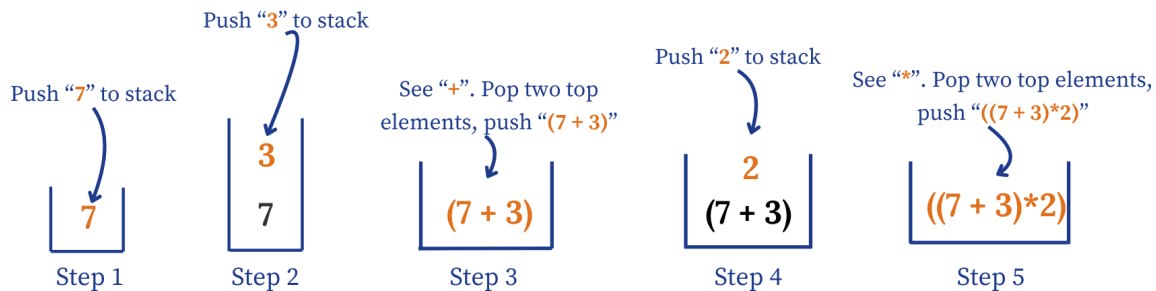 Push “7” to stack
7
Step 1
Push “3” to stack
3
7
Step 2
See “+”. Pop two top
elements, push “(7 + 3)”
(7 + 3)
Step 3
Push “2” to stack
2
(7 + 3)
Step 4
See “*”. Pop two top elements,
push “((7 + 3)*2)”
((7 + 3)*2)
Step 5